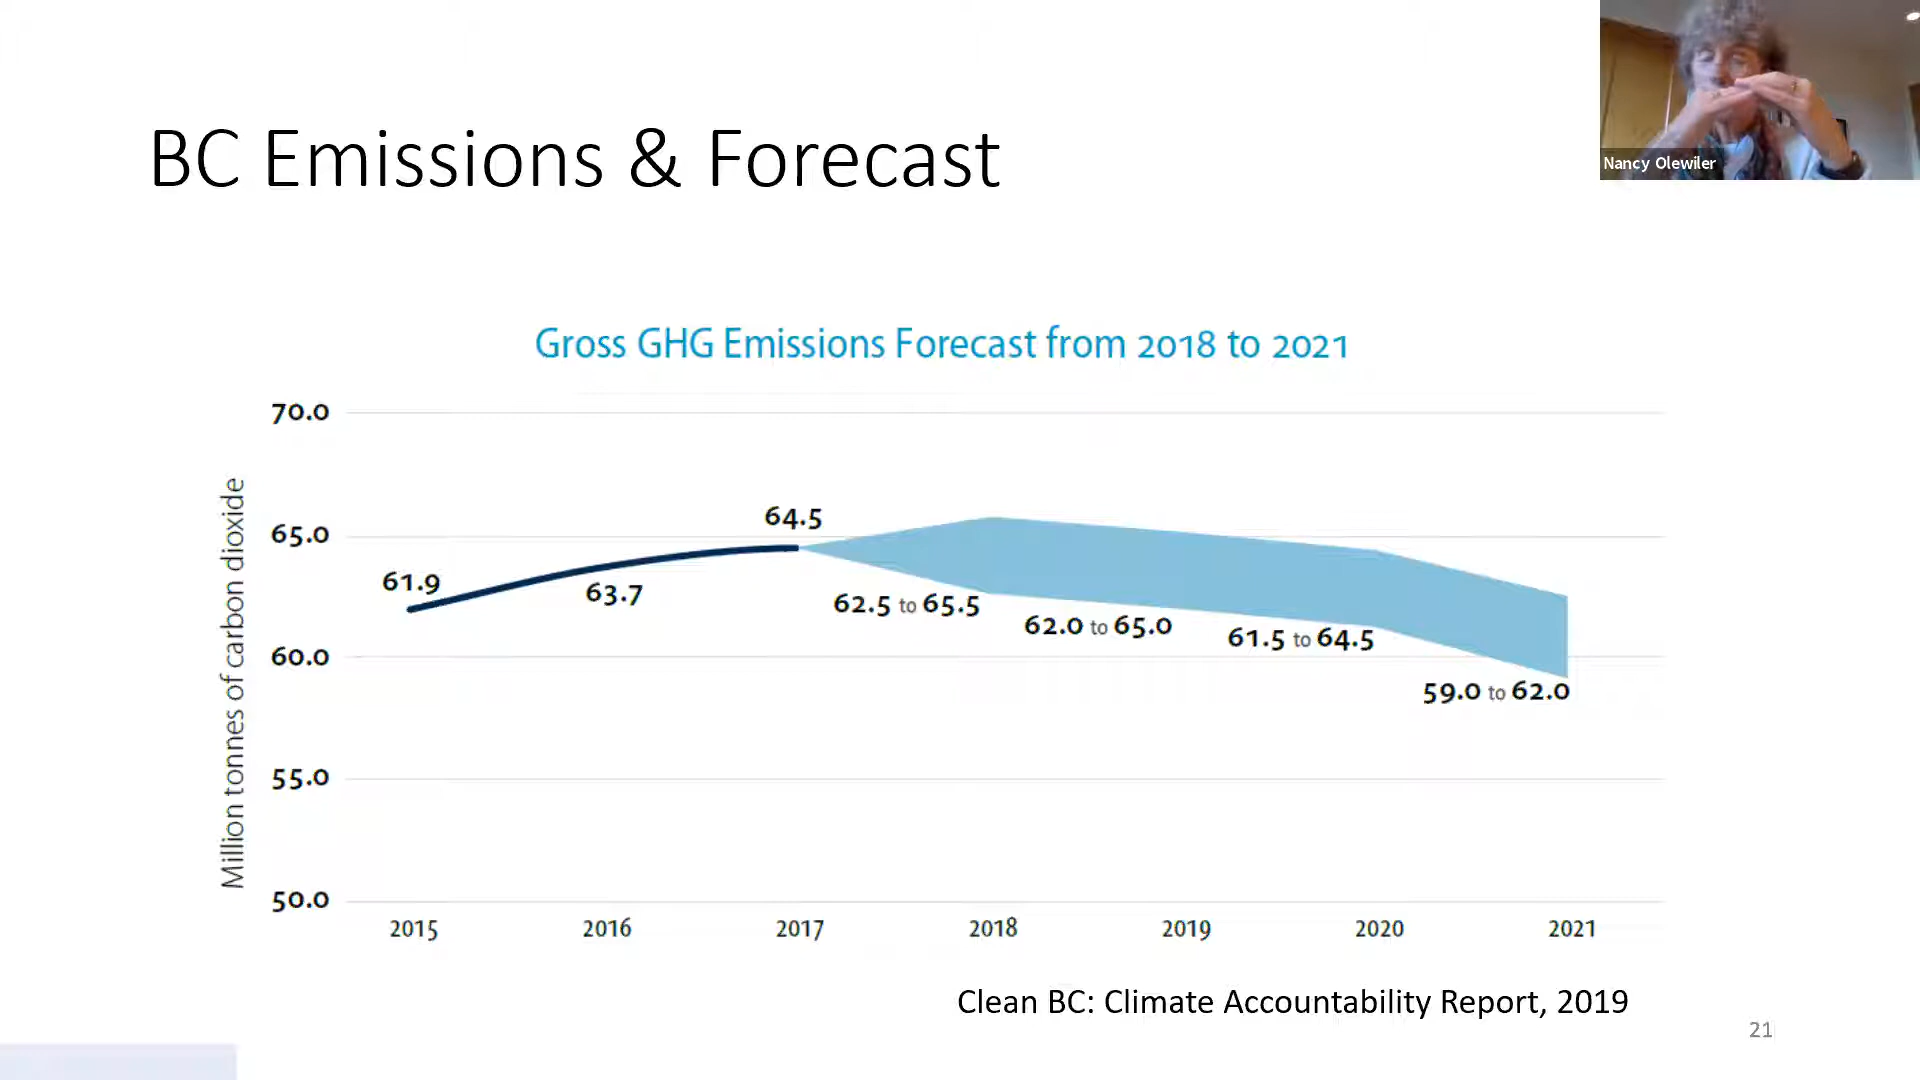 BC Emissions & Forecast
Nancy Olewiler
Gross GHG Emissions Forecast from 2018 to 2021
Million tonnes of carbon dioxide
70.0
65.0
60.0
55.0
50.0
61.9
63.7
64.5
62.5 to 65.5
62.0 to 65.0
61.5 to 64.5
59.0 to 62.0
2015 2016 2017 2018 2019 2020 2021
Clean BC: Climate Accountability Report, 2019
21